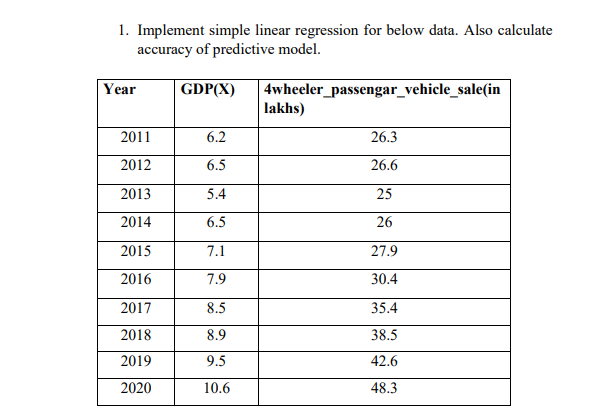 1. Implement simple linear regression for below data. Also calculate
accuracy of predictive model.
Year GDP(X) 4wheeler_passengar_vehicle_sale(in
lakhs)
2011 6.2 26.3
2012 6.5 26.6
2013 5.4 25
2014 6.5 26
2015 7.1 27.9
2016 7.9 30.4
2017 8.5 35.4
2018 8.9 38.5
2019 9.5 42.6
2020 10.6 48.3